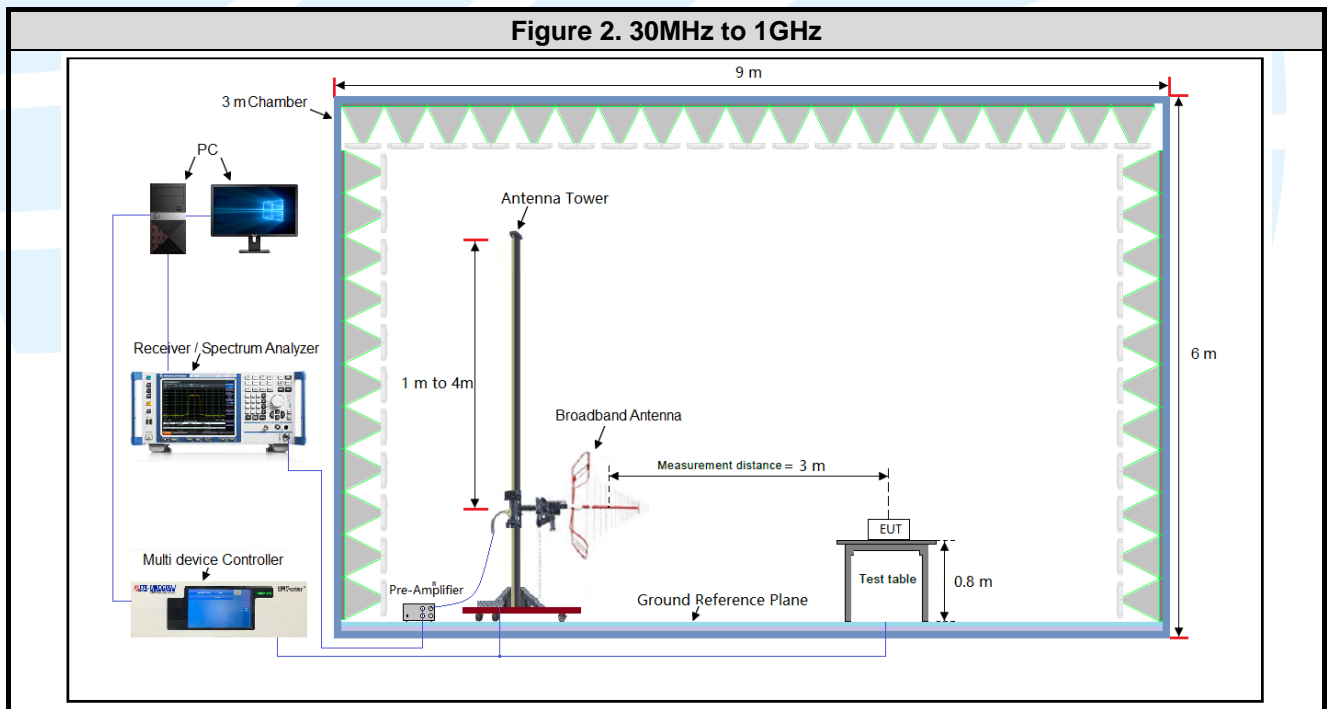 Figure 2. 30MHz to 1GHz
9 m
3 m Chamber
PC
Antenna Tower
Receiver / Spectrum Analyzer
6 m
1 m to 4m
Broadband Antenna
Measurement distance = 3 m
EUT
Multi device Controller
Pre-Amplifier
Test table
0.8 m
Ground Reference Plane